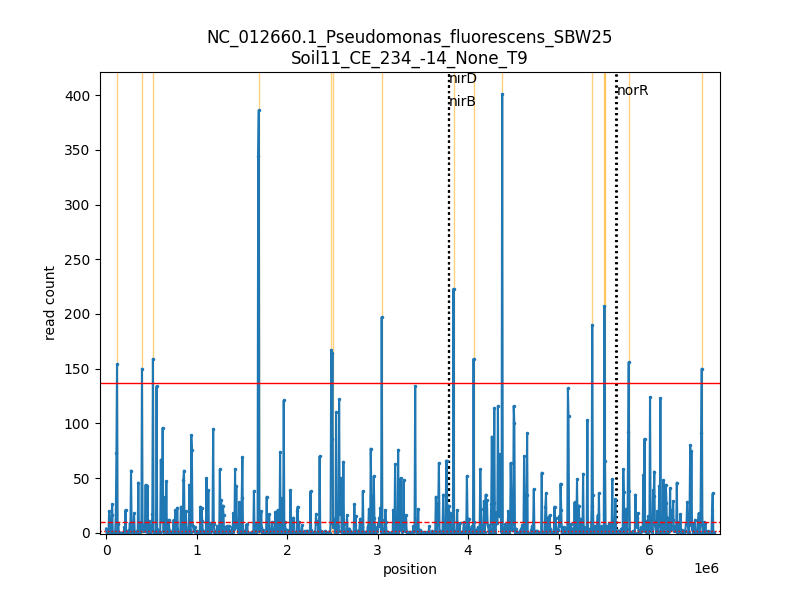 NC_012660.1_Pseudomonas_fluorescens_SBW25
Soil11_CE_234_-14_None_T9
nirD
nirB
norR
read count
400
350
300
250
200
150
100
50
0
0 1 2 3 4 5 6
1e6
position